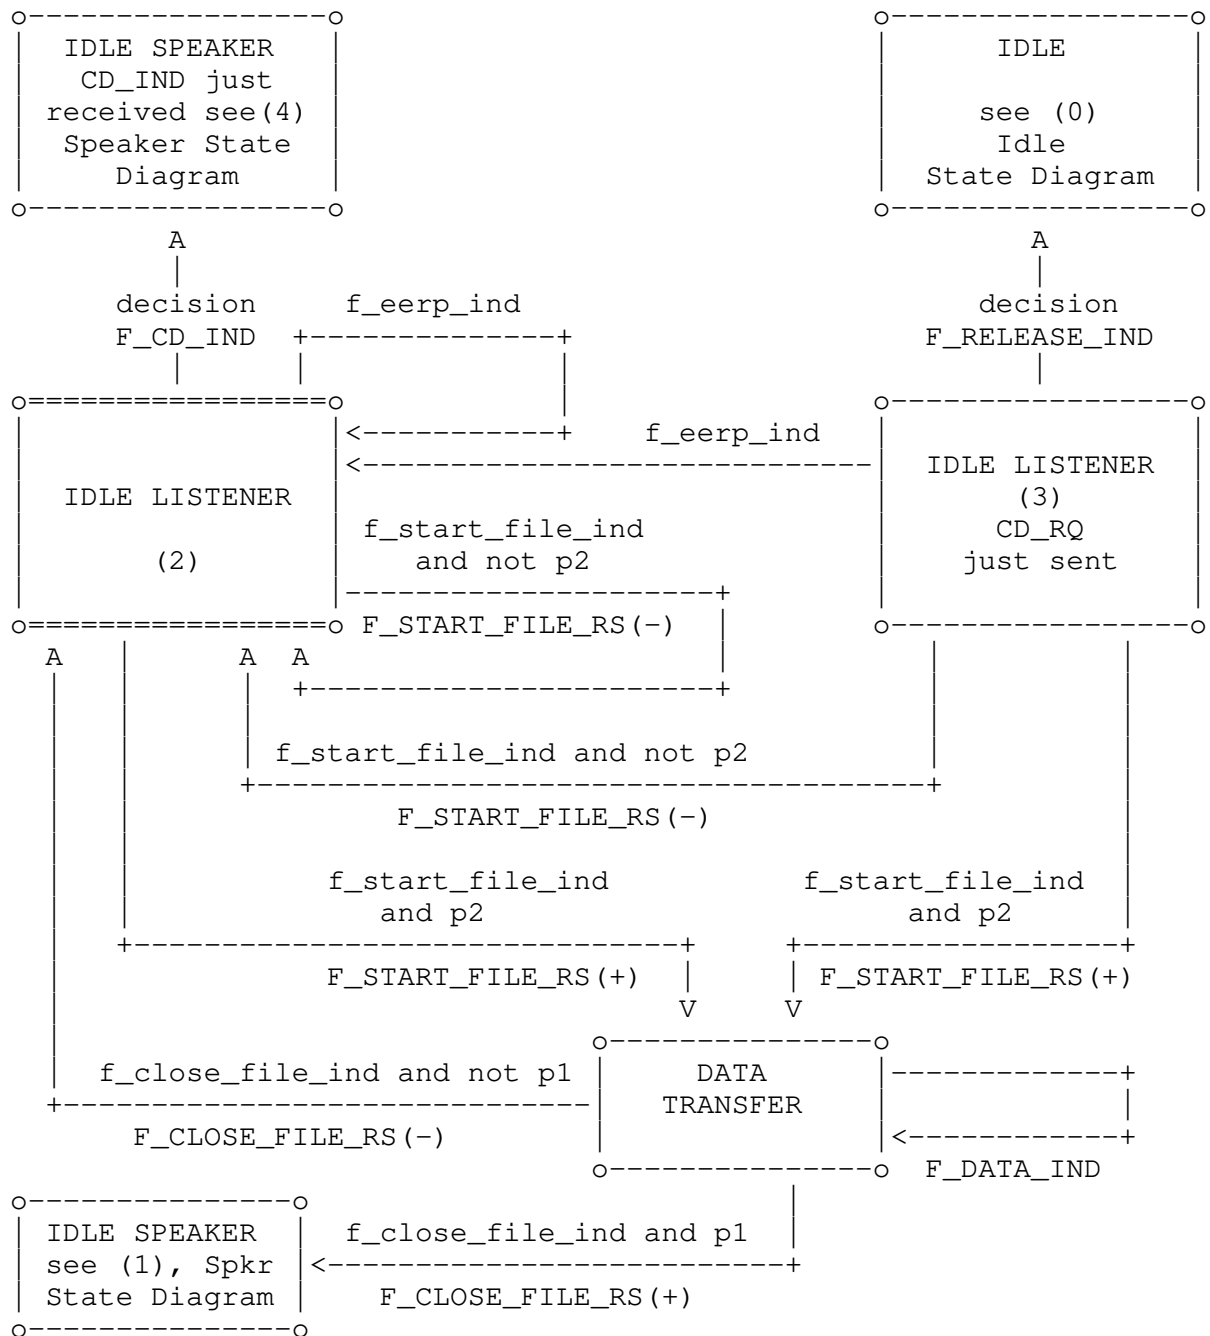 IDLE SPEAKER IDLE
CD_IND just
received see(4) see (0)
Speaker State Idle
Diagram State Diagram
A A
decision f_eerp_ind decision
F_CD_IND F_RELEASE_IND
f_eerp_ind
IDLE LISTENER
IDLE LISTENER (3)
f_start_file_ind CD_RQ
(2) and not p2 just sent
F_START_FILE_RS(-)
A A A
f_start_file_ind and not p2
F_START_FILE_RS(-)
f_start_file_ind f_start_file_ind
and p2 and p2
F_START_FILE_RS(+) F_START_FILE_RS(+)
V V
f_close_file_ind and not p1 DATA
TRANSFER
F_CLOSE_FILE_RS(-)
F_DATA_IND
IDLE SPEAKER f_close_file_ind and p1
see (1), Spkr
State Diagram F_CLOSE_FILE_RS(+)